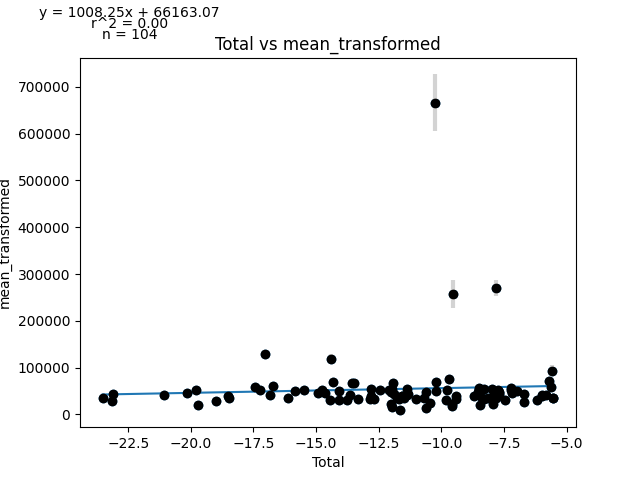 y = 1008.25x + 66163.07
r^2 = 0.00
n = 104
Total vs mean_transformed
700000
600000
500000
400000
300000
200000
100000
0
mean_transformed
−22.5 −20.0 −17.5 −15.0 −12.5 −10.0 −7.5 −5.0
Total